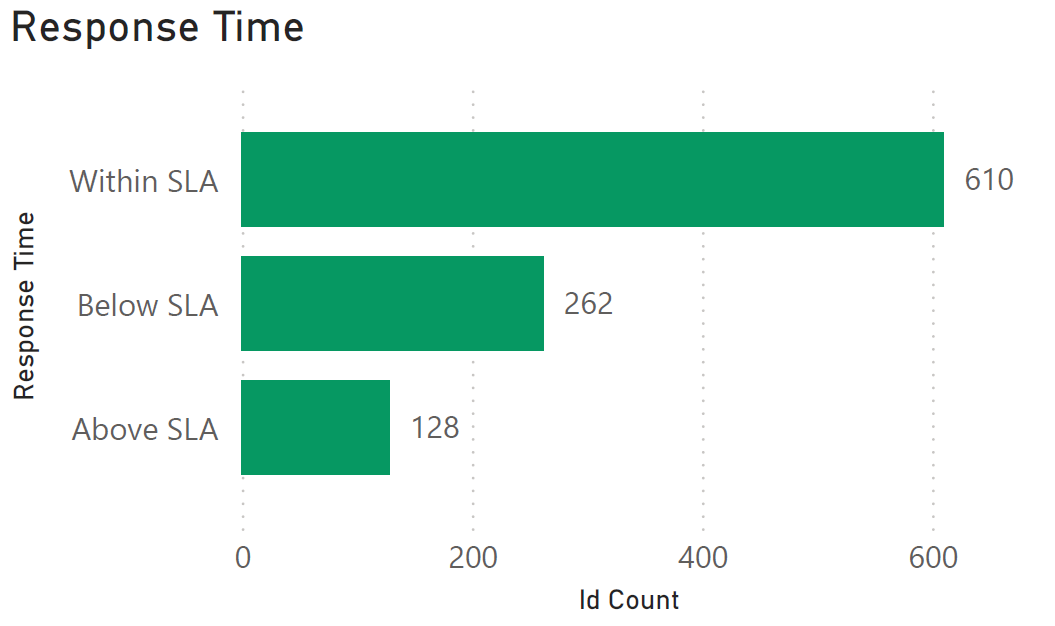 Response Time
Response Time
Within SLA
610
Below SLA
262
Above SLA
128
0
200
400
600
Id Count